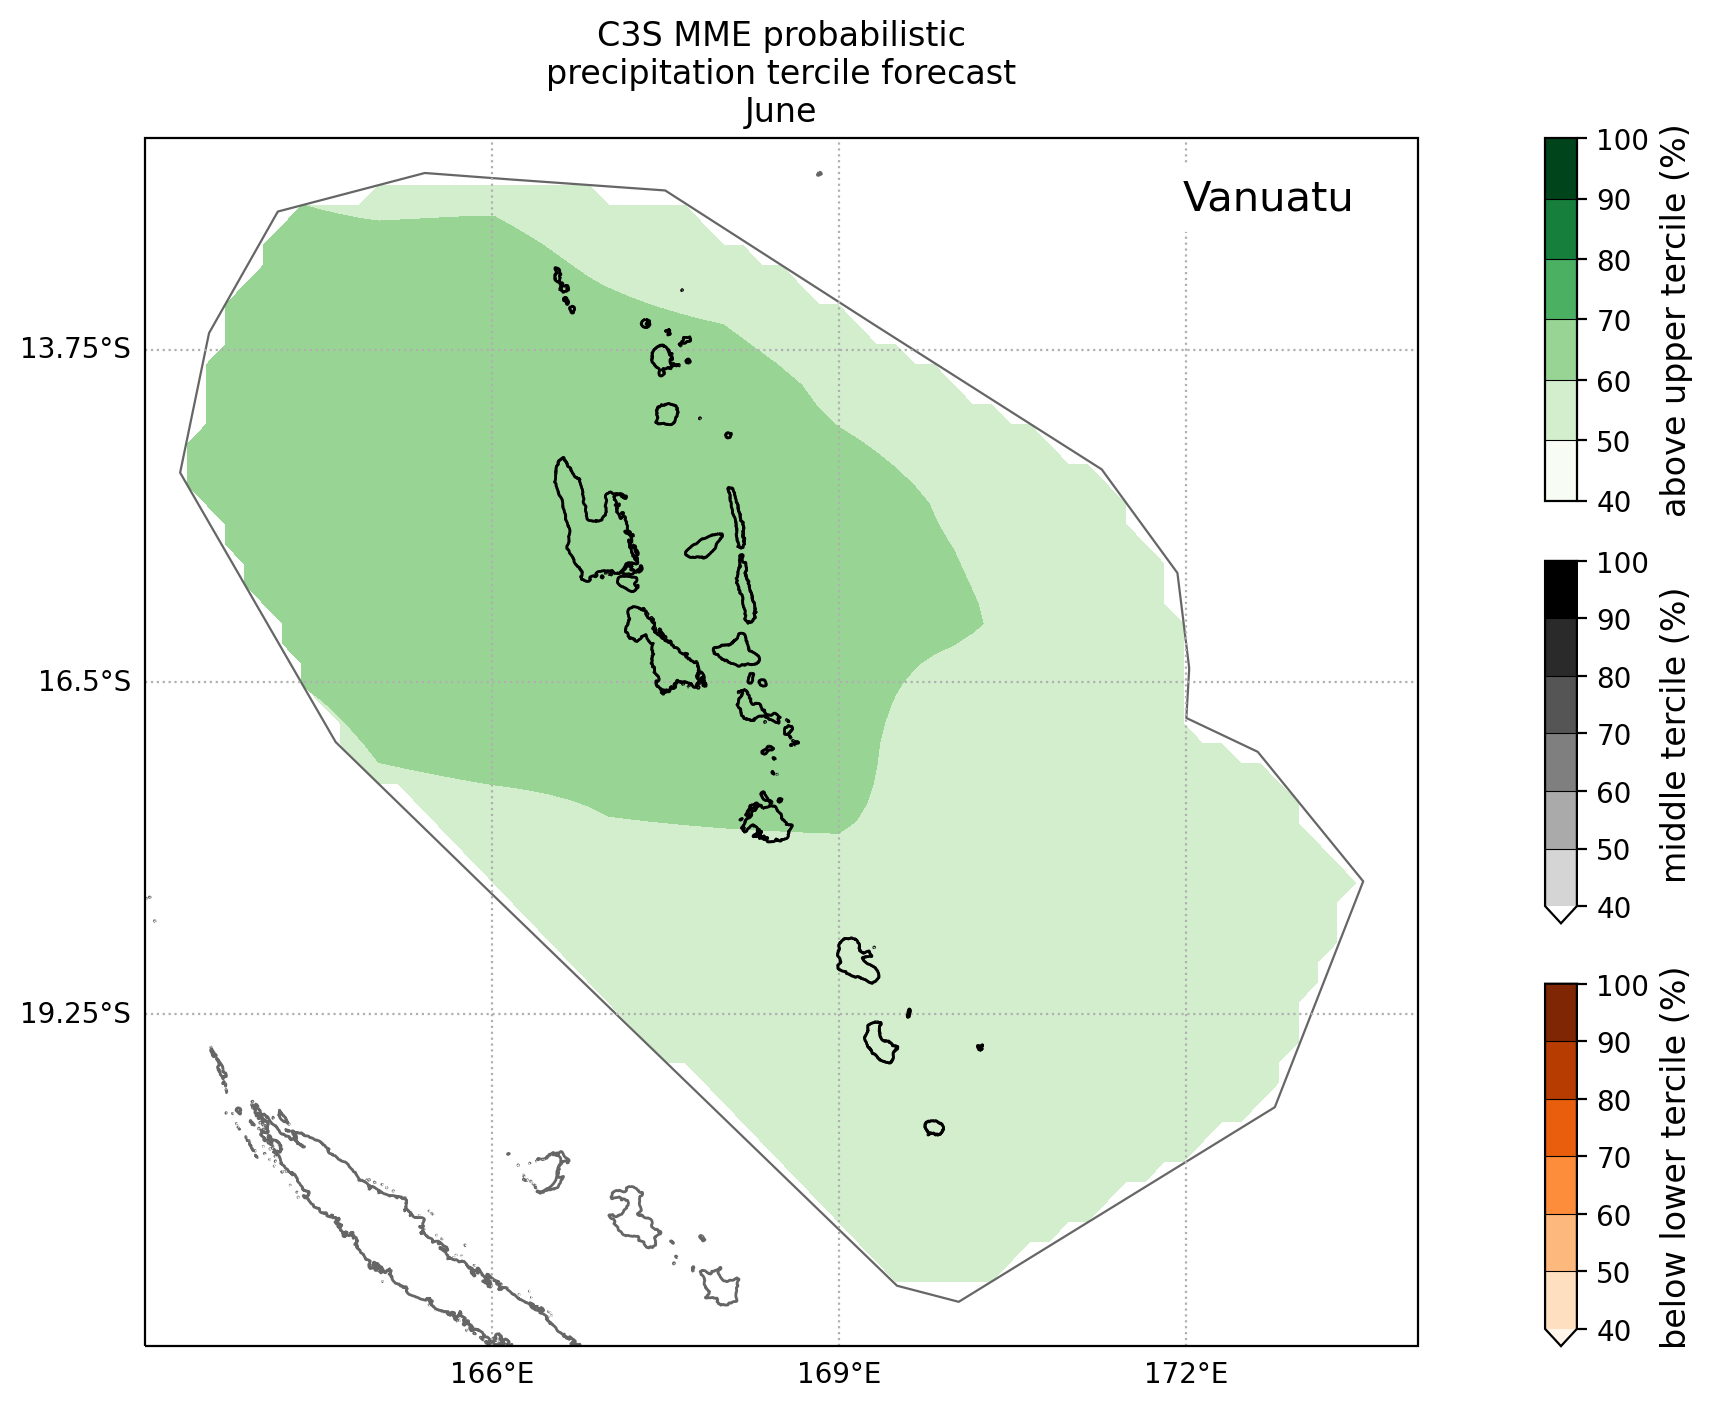 C3S MME probabilistic
precipitation tercile forecast
June
Vanuatu
13.75°S
16.5°S
19.25°S
166°E
169°E
172°E
100
90
80
70
60
50
40
above upper tercile (%)
100
90
80
70
60
50
40
middle tercile (%)
100
90
80
70
60
50
40
below lower tercile (%)